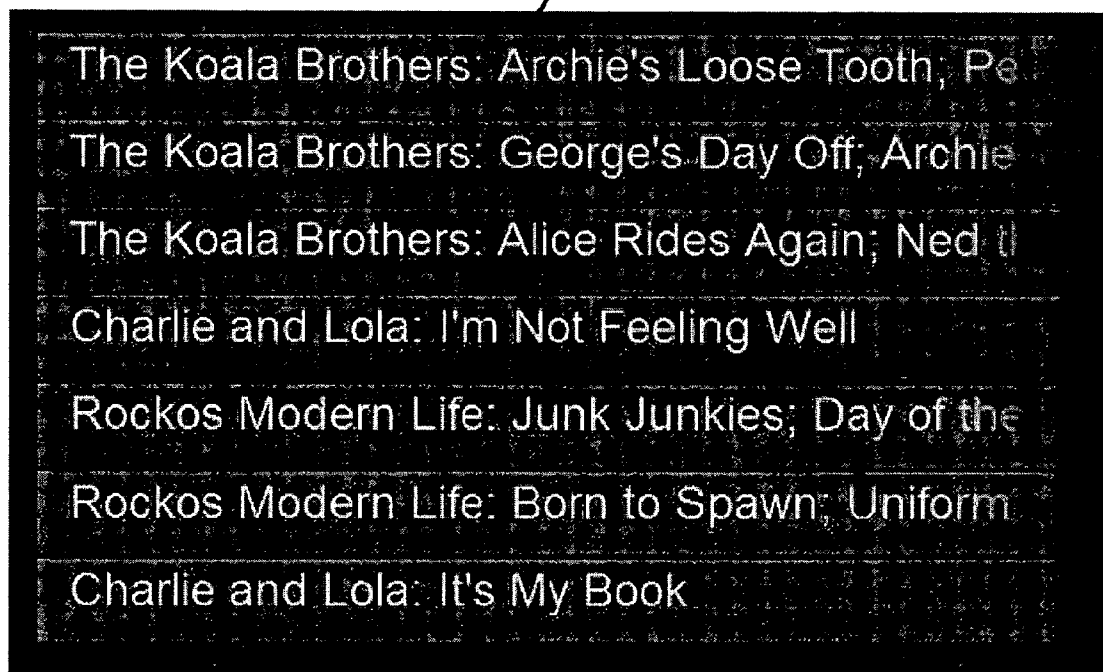 The Koala Brothers: Archie's Loose Tooth; Pe
The Koala Brothers: George's Day Off; Archie
The Koala Brothers: Alice Rides Again; Ned
Charlie and Lola: I'm Not Feeling Well
Rockos Modern Life: Junk Junkies; Day of the
Rockos Modern Life: Born to Spawn; Uniform
Charlie and Lola: It's My Book